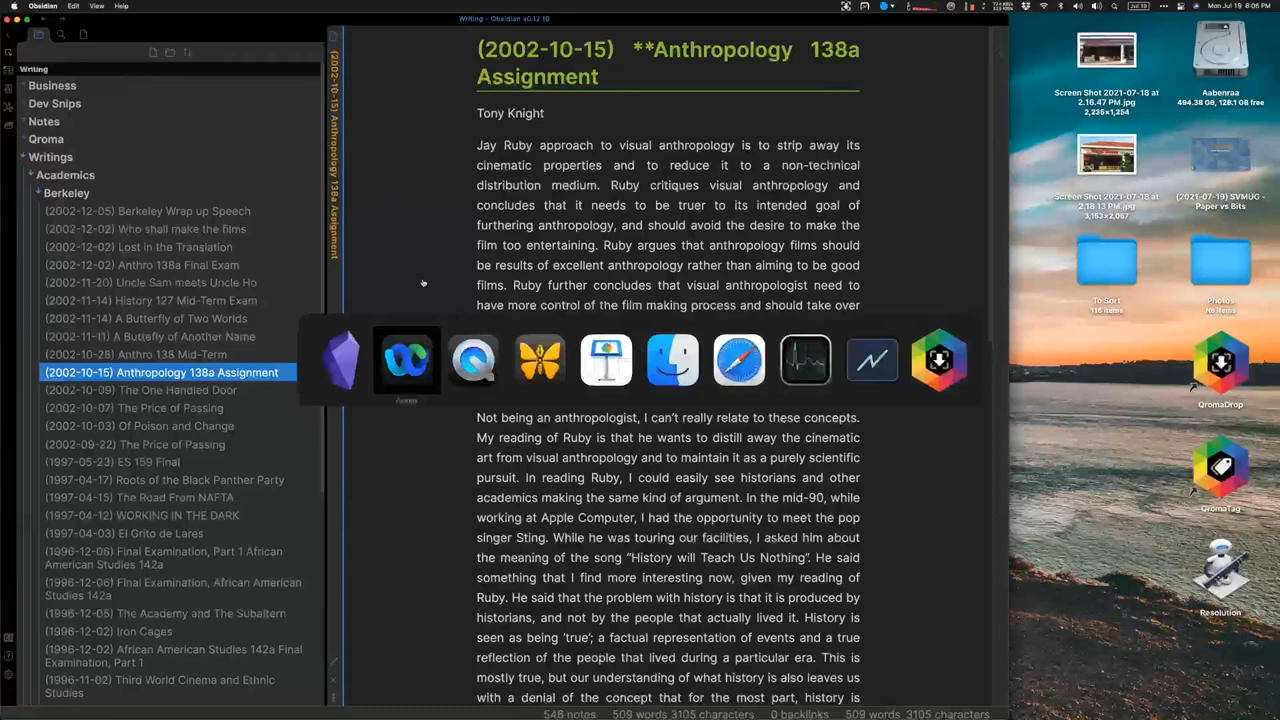 Obsidian File Edit View Help
Mon Jul 19 8:06 PM
Writing - Obsidian v0.12.10
Writing
Business
Dev Snips
Notes
Qroma
Writings
Academics
Berkeley
(2002-12-05) Berkeley Wrap up Speech
(2002-12-02) Who shall make the films
(2002-12-02) Lost in the Translation
(2002-12-02) Anthro 138a Final Exam
(2002-11-20) Uncle Sam meets Uncle Ho
(2002-11-14) History 127 Mid-Term Exam
(2002-11-14) A Butterfly of Two Worlds
(2002-11-11) A Buttefly of Another Name
(2002-10-28) Anthro 138 Mid-Term
(2002-10-15) Anthropology 138a Assignment
(2002-10-09) The One Handled Door
(2002-10-07) The Price of Passing
(2002-10-03) Of Poison and Change
(2002-09-22) The Price of Passing
(1997-05-23) ES 159 Final
(1997-04-17) Roots of the Black Panther Party
(1997-04-15) The Road From NAFTA
(1997-04-12) WORKING IN THE DARK
(1997-04-03) El Grito de Lares
(1996-12-06) Final Examination, Part 1 African
American Studies 142a
(1996-12-06) Final Examination, African American
Studies 142a
(1996-12-05) The Academy and The Subaltern
(1996-12-02) Iron Cages
(1996-12-02) African American Studies 142a Final
Examination, Part 1
(1996-11-02) Third World Cinema and Ethnic
Studies
(2002-10-15) Anthropology 138a Assignment
(2002-10-15) **Anthropology 138a
Assignment
Tony Knight
Jay Ruby approach to visual anthropology is to strip away its
cinematic properties and to reduce it to a non-technical
distribution medium. Ruby critiques visual anthropology and
concludes that it needs to be truer to its intended goal of
furthering anthropology, and should avoid the desire to make the
film too entertaining. Ruby argues that anthropology films should
be results of excellent anthropology rather than aiming to be good
films. Ruby further concludes that visual anthropologist need to
have more control of the film making process and should take over
Not being an anthropologist, I can't really relate to these concepts.
My reading of Ruby is that he wants to distill away the cinematic
art from visual anthropology and to maintain it as a purely scientific
pursuit. In reading Ruby, I could easily see historians and other
academics making the same kind of argument. In the mid-90, while
working at Apple Computer, I had the opportunity to meet the pop
singer Sting. While he was touring our facilities, I asked him about
the meaning of the song "History will Teach Us Nothing". He said
something that I find more interesting now, given my reading of
Ruby. He said that the problem with history is that it is produced by
historians, and not by the people that actually lived it. History is
seen as being 'true'; a factual representation of events and a true
reflection of the people that lived during a particular era. This is
mostly true, but our understanding of what history is also leaves us
with a denial of the concept that for the most part, history is
546 notes 509 words 3105 characters 0 backlinks 509 words 3105 characters
Screen Shot 2021-07-18 at
2.16.47 PM.jpg
2,235×1,254
Aabenraa
494.38 GB, 128.1 GB free
Screen Shot 2021-07-18 at
2.18.13 PM.jpg
3,153×2,067
(2021-07-19) SVMUG -
Paper vs Bits
To Sort
116 items
Photos
No items
QromaDrop
QromaTag
Resolution